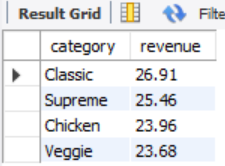 Result Grid Filte
category revenue
Classic 26.91
Supreme 25.46
Chicken 23.96
Veggie 23.68